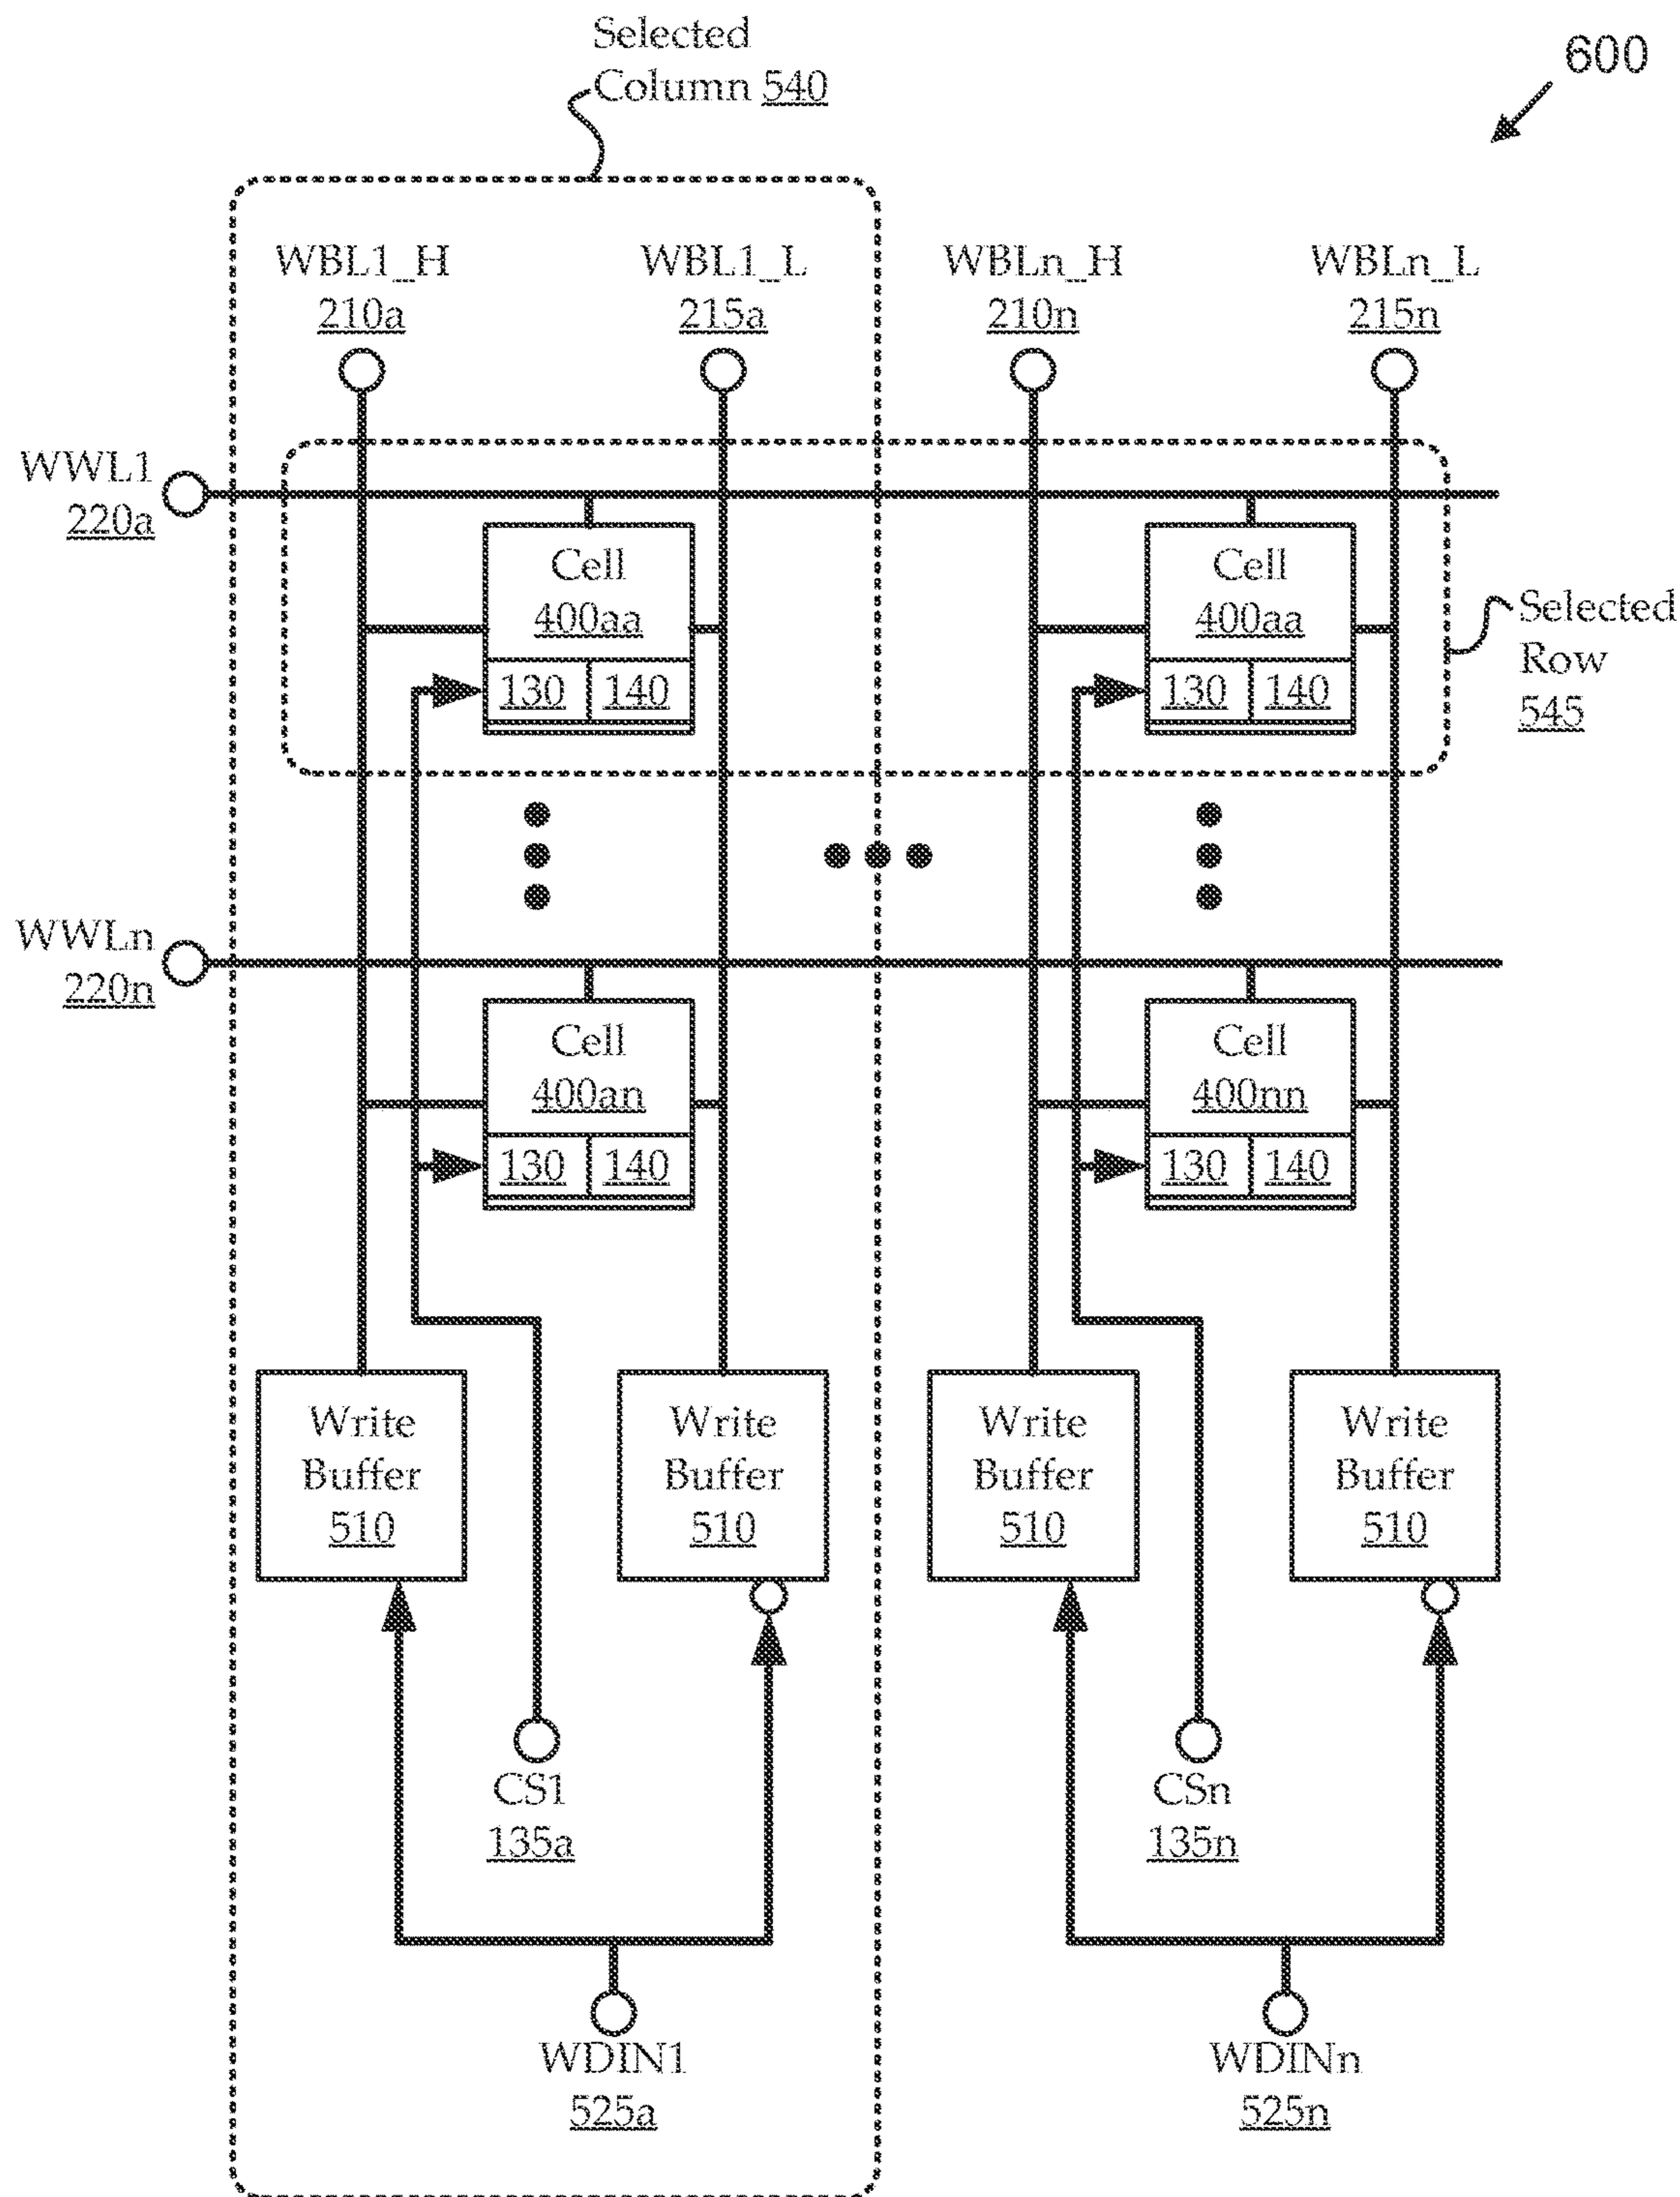 Selected
Column 540
600
WBL1_H
210a
WBL1_L
215a
WBLn_H
210n
WBLn_L
215n
WWL1
220a
Cell
400aa
130 140
Cell
400aa
130 140
Selected
Row
545
WWLn
220n
Cell
400an
130 140
Cell
400nn
130 140
Write
Buffer
510
Write
Buffer
510
Write
Buffer
510
Write
Buffer
510
CS1
135a
CSn
135n
WDIN1
525a
WDINn
525n